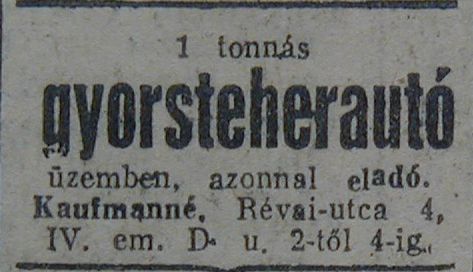 1 tonnás
gyorsteherautó
üzemben, azonnal eladó.
Kaufmanné, Révai-utca 4,
IV. em. D. u. 2-től 4-ig.